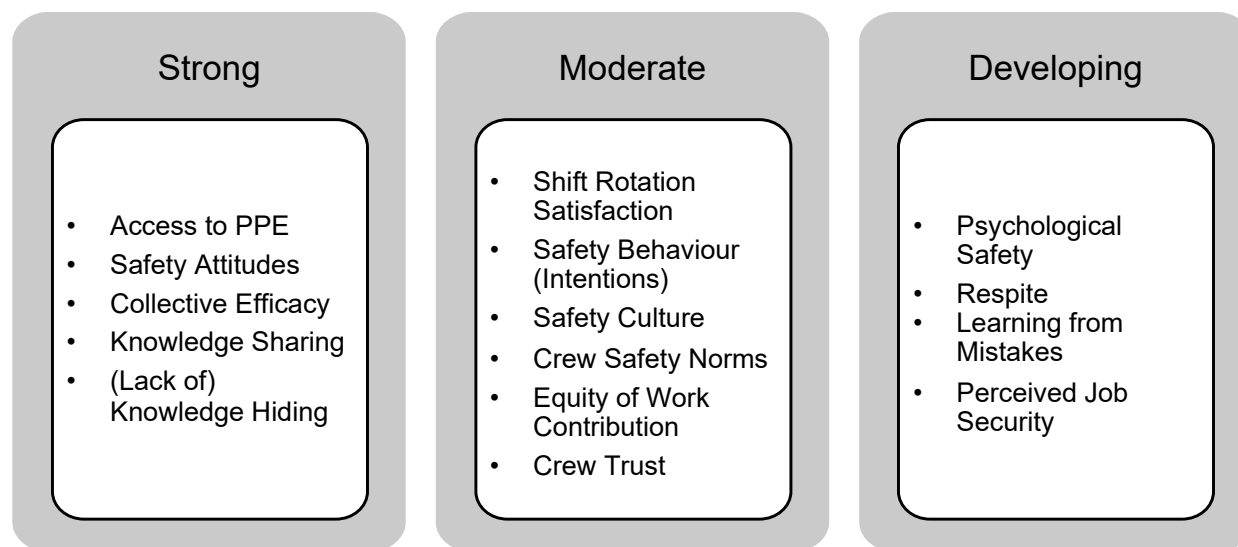 Strong
• Access to PPE
• Safety Attitudes
• Collective Efficacy
• Knowledge Sharing
• (Lack of)
Knowledge Hiding
Moderate
• Shift Rotation
Satisfaction
• Safety Behaviour
(Intentions)
• Safety Culture
• Crew Safety Norms
• Equity of Work
Contribution
• Crew Trust
Developing
• Psychological
Safety
• Respite
• Learning from
Mistakes
• Perceived Job
Security